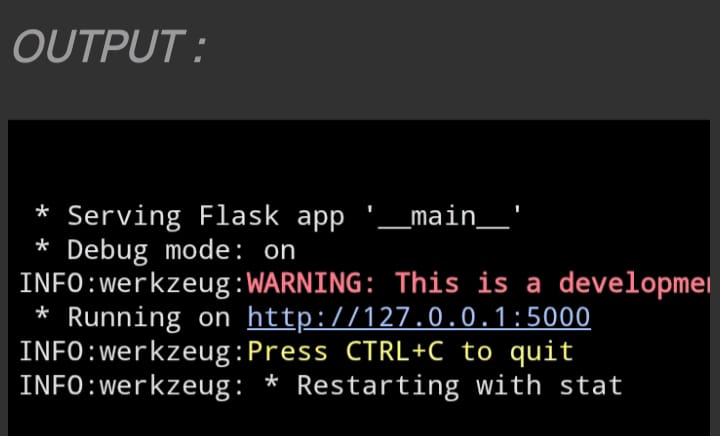 OUTPUT :
* Serving Flask app '__main__'
* Debug mode: on
INFO:werkzeug:WARNING: This is a developme
* Running on http://127.0.0.1:5000
INFO:werkzeug:Press CTRL+C to quit
INFO:werkzeug: * Restarting with stat